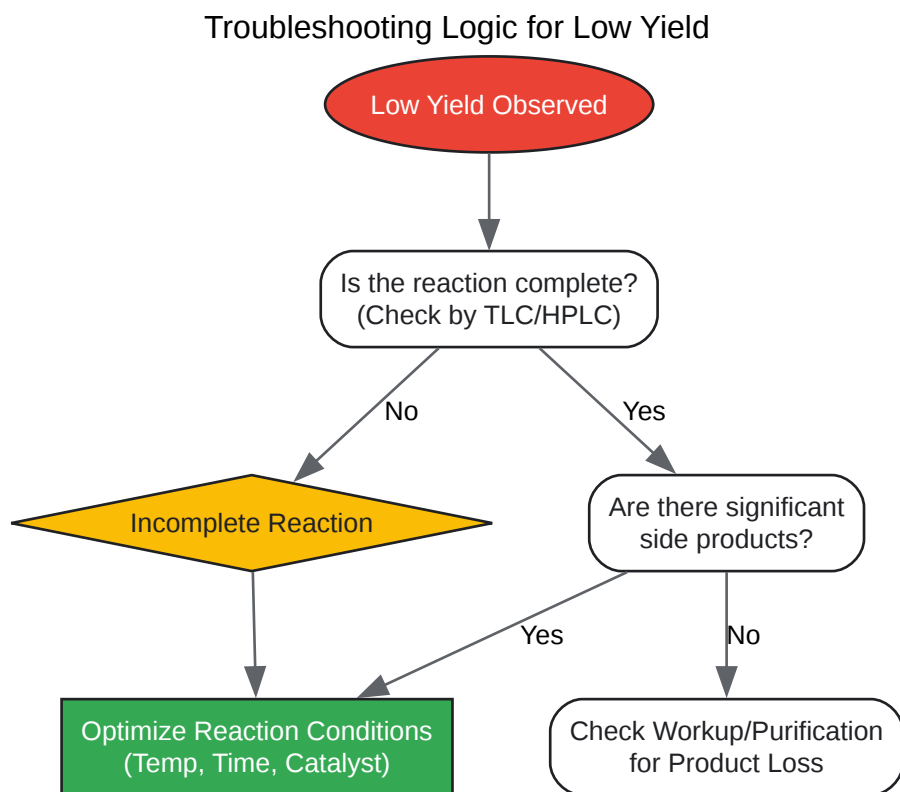 Troubleshooting Logic for Low Yield
Low Yield Observed
Is the reaction complete?
(Check by TLC/HPLC)
No
Yes
Incomplete Reaction
Are there significant
side products?
Yes
No
Optimize Reaction Conditions
(Temp, Time, Catalyst)
Check Workup/Purification
for Product Loss